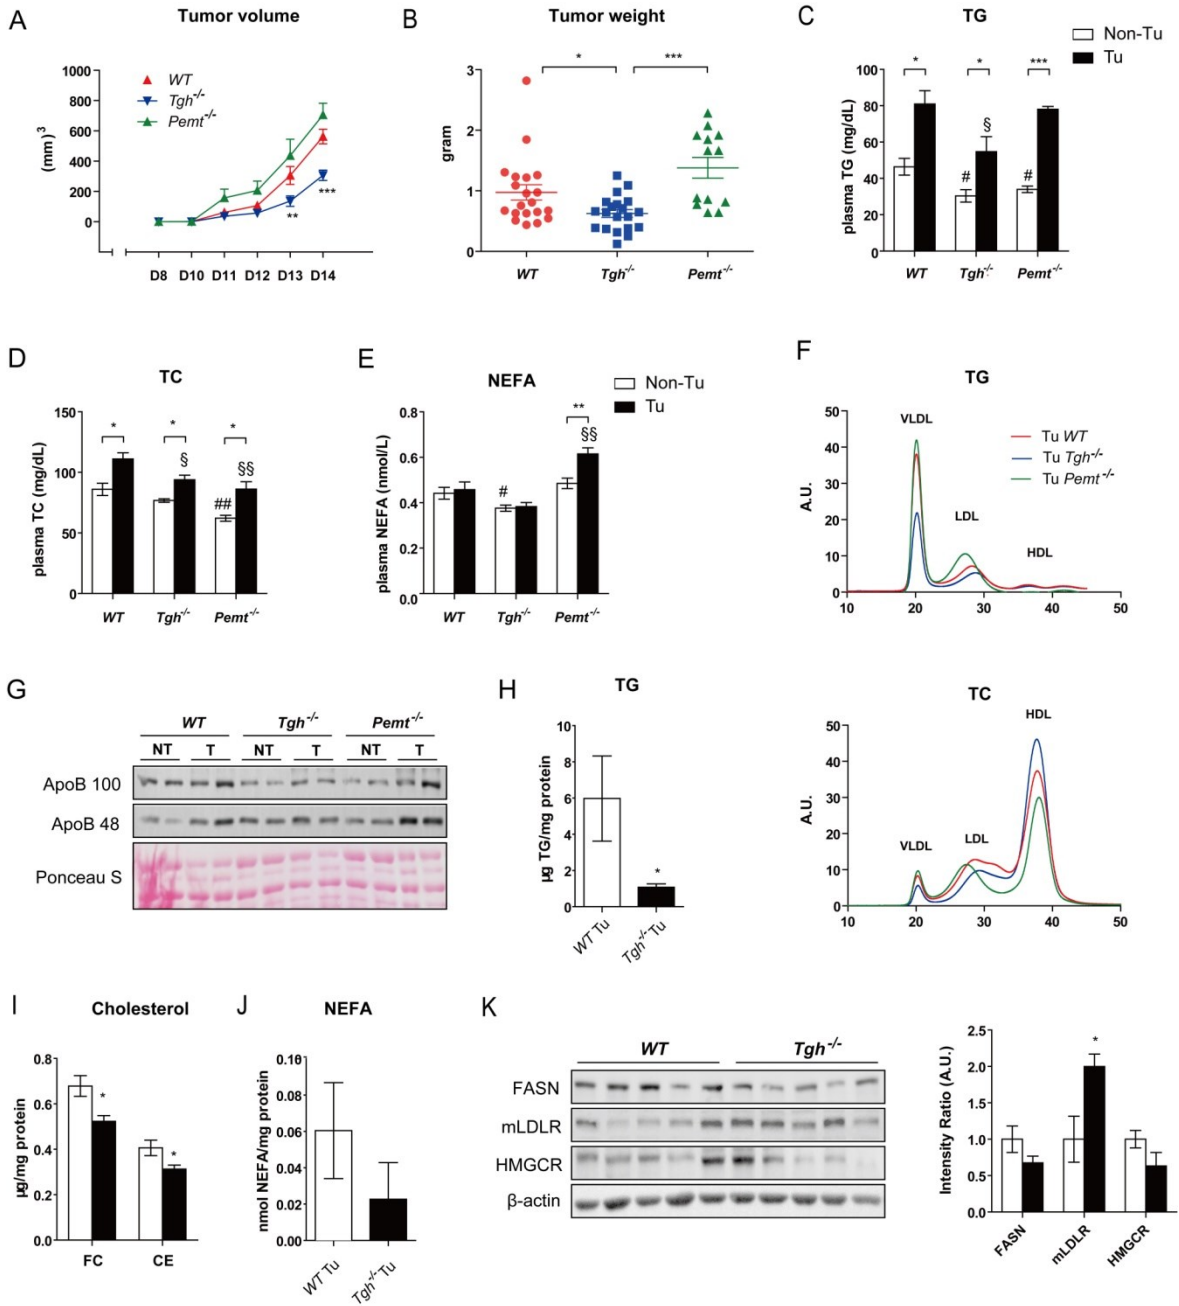 A
Tumor volume
1000
800
600
400
200
0
(mm)³
WT
Tgh-/-
Pemt-/-
***
**
D8 D10 D11 D12 D13 D14
B
Tumor weight
* ***
3
2
1
0
gram
WT Tgh-/- Pemt-/-
C
TG
Non-Tu
Tu
* * ***
100
80
60
40
20
0
plasma TG (mg/dL)
# § #
WT Tgh-/- Pemt-/-
D
TC
150
100
50
0
plasma TC (mg/dL)
* * *
§ ## §§
WT Tgh-/- Pemt-/-
E
NEFA
Non-Tu
Tu
0.8
0.6
0.4
0.2
0.0
plasma NEFA (nmol/L)
**
# §§
WT Tgh-/- Pemt-/-
F
TG
50
40
30
20
10
0
A.U.
VLDL
LDL
HDL
Tu WT
Tu Tgh-/-
Tu Pemt-/-
10 20 30 40 50
TC
50
40
30
20
10
0
A.U.
VLDL
LDL
HDL
10 20 30 40 50
G
WT Tgh-/- Pemt-/-
NT T NT T NT T
ApoB 100
ApoB 48
Ponceau S
H
TG
10
8
6
4
2
0
µg TG/mg protein
*
WT Tu
Tgh-/- Tu
I
Cholesterol
0.8
0.6
0.4
0.2
0.0
µg/mg protein
* *
FC CE
J
NEFA
0.10
0.08
0.06
0.04
0.02
0.00
nmol NEFA/mg protein
WT Tu
Tgh-/- Tu
K
WT Tgh-/-
FASN
mLDLR
HMGCR
β-actin
2.5
2.0
1.5
1.0
0.5
0.0
Intensity Ratio (A.U.)
*
FASN
mLDLR
HMGCR